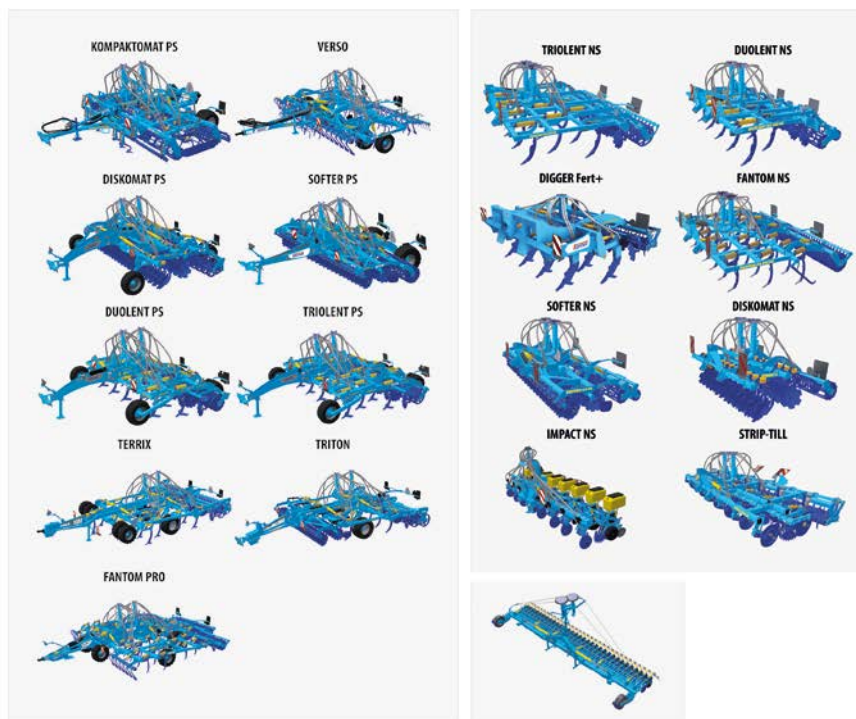 KOMPAKTOMAT PS
VERSO
DISKOMAT PS
SOFTER PS
DUOLENT PS
TRIOLENT PS
TERRIX
TRITON
FANTOM PRO
TRIOLENT NS
DUOLENT NS
DIGGER Fert+
FANTOM NS
SOFTER NS
DISKOMAT NS
IMPACT NS
STRIP-TILL